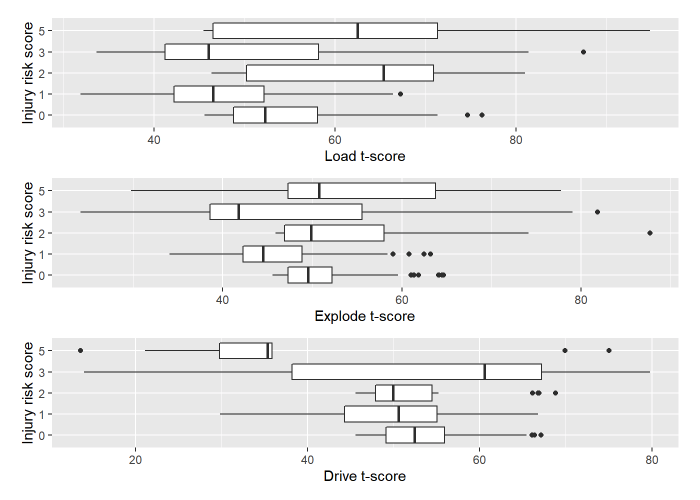 Injury risk score
5
3
2
1
0
40 60 80
Load t-score
Injury risk score
5
3
2
1
0
40 60 80
Explode t-score
Injury risk score
5
3
2
1
0
20 40 60 80
Drive t-score